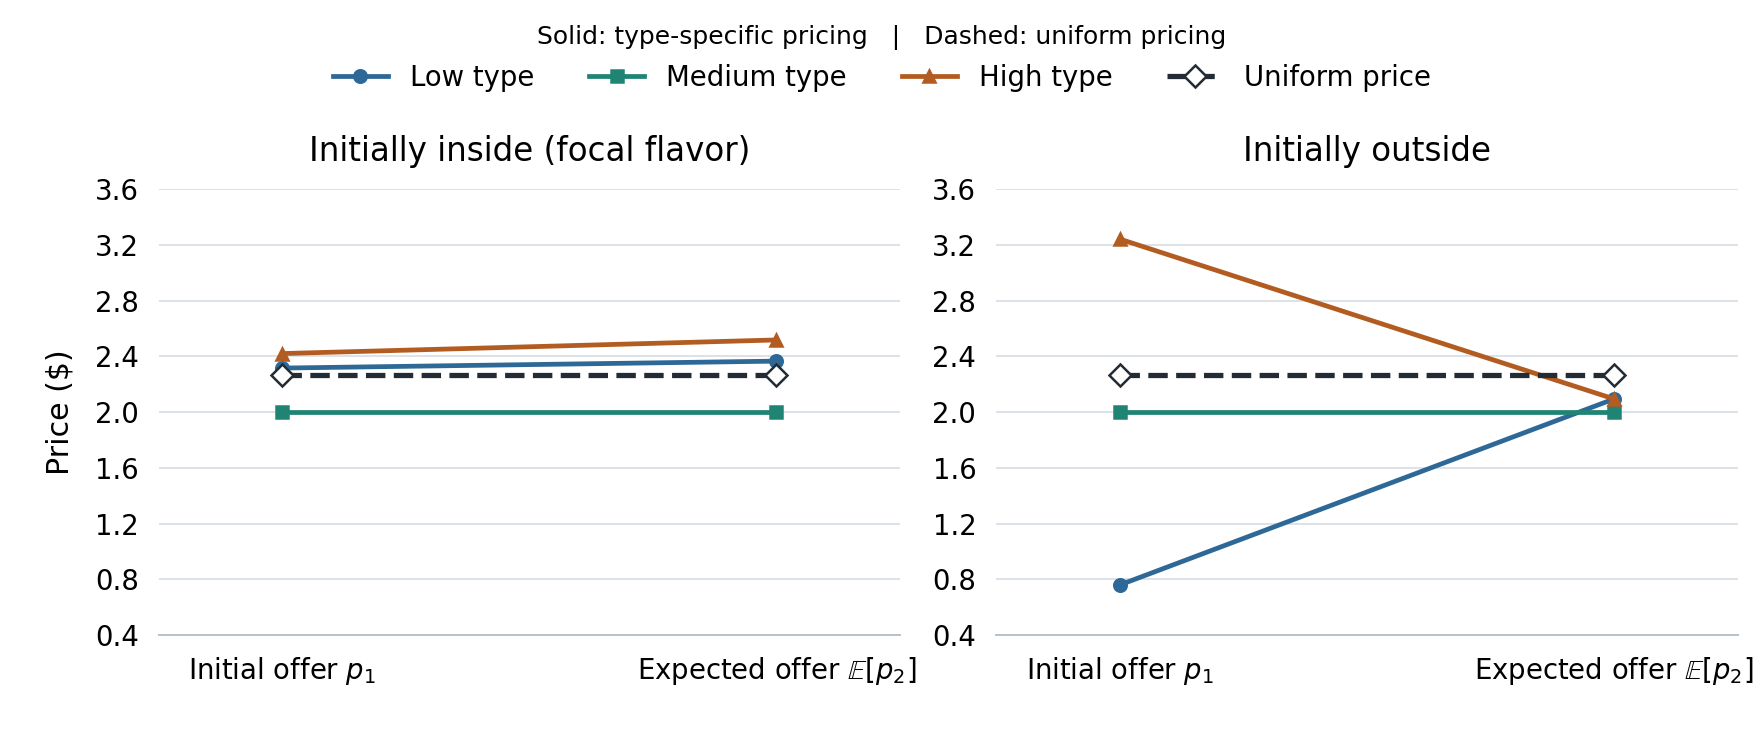 Solid: type-specific pricing | Dashed: uniform pricing
Low type Medium type High type Uniform price
Initially inside (focal flavor)
3.6
3.2
2.8
2.4
2.0
1.6
1.2
0.8
0.4
Price ($)
Initial offer p₁ Expected offer 𝔼[p₂]
Initially outside
3.6
3.2
2.8
2.4
2.0
1.6
1.2
0.8
0.4
Initial offer p₁ Expected offer 𝔼[p₂]